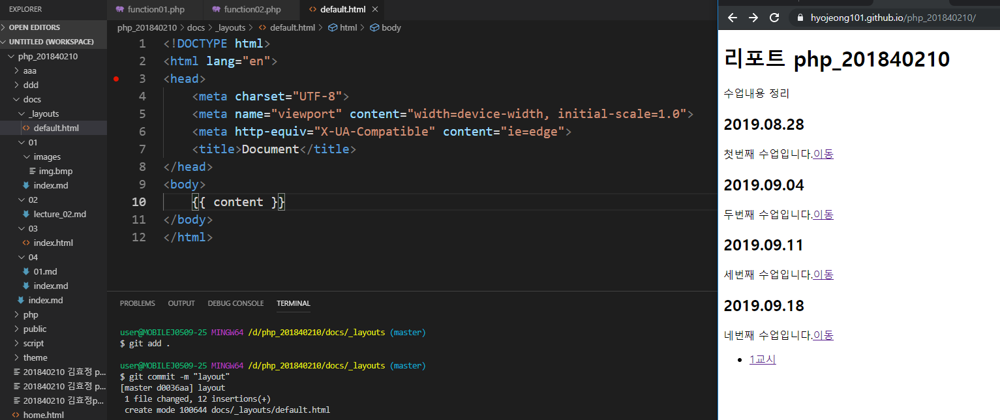 EXPLORER
OPEN EDITORS
UNTITLED (WORKSPACE)
php_201840210
aaa
ddd
docs
_layouts
default.html
01
images
img.bmp
index.md
02
lecture_02.md
03
index.html
04
01.md
index.md
index.md
php
public
script
theme
201840210 김효정 p...
201840210 김효정 p...
201840210 김효정p...
home.html
function01.php function02.php default.html
php_201840210 > docs > _layouts > default.html > html > body
1 <!DOCTYPE html>
2 <html lang="en">
3 <head>
4 <meta charset="UTF-8">
5 <meta name="viewport" content="width=device-width, initial-scale=1.0">
6 <meta http-equiv="X-UA-Compatible" content="ie=edge">
7 <title>Document</title>
8 </head>
9 <body>
10 {{ content }}
11 </body>
12 </html>
PROBLEMS OUTPUT DEBUG CONSOLE TERMINAL
user@MOBILEJ0509-25 MINGW64 /d/php_201840210/docs/_layouts (master)
$ git add .
user@MOBILEJ0509-25 MINGW64 /d/php_201840210/docs/_layouts (master)
$ git commit -m "layout"
[master d0036aa] layout
1 file changed, 12 insertions(+)
create mode 100644 docs/_layouts/default.html
hyojeong101.github.io/php_201840210/
리포트 php_201840210
수업내용 정리
2019.08.28
첫번째 수업입니다.이동
2019.09.04
두번째 수업입니다.이동
2019.09.11
세번째 수업입니다.이동
2019.09.18
네번째 수업입니다.이동
1교시